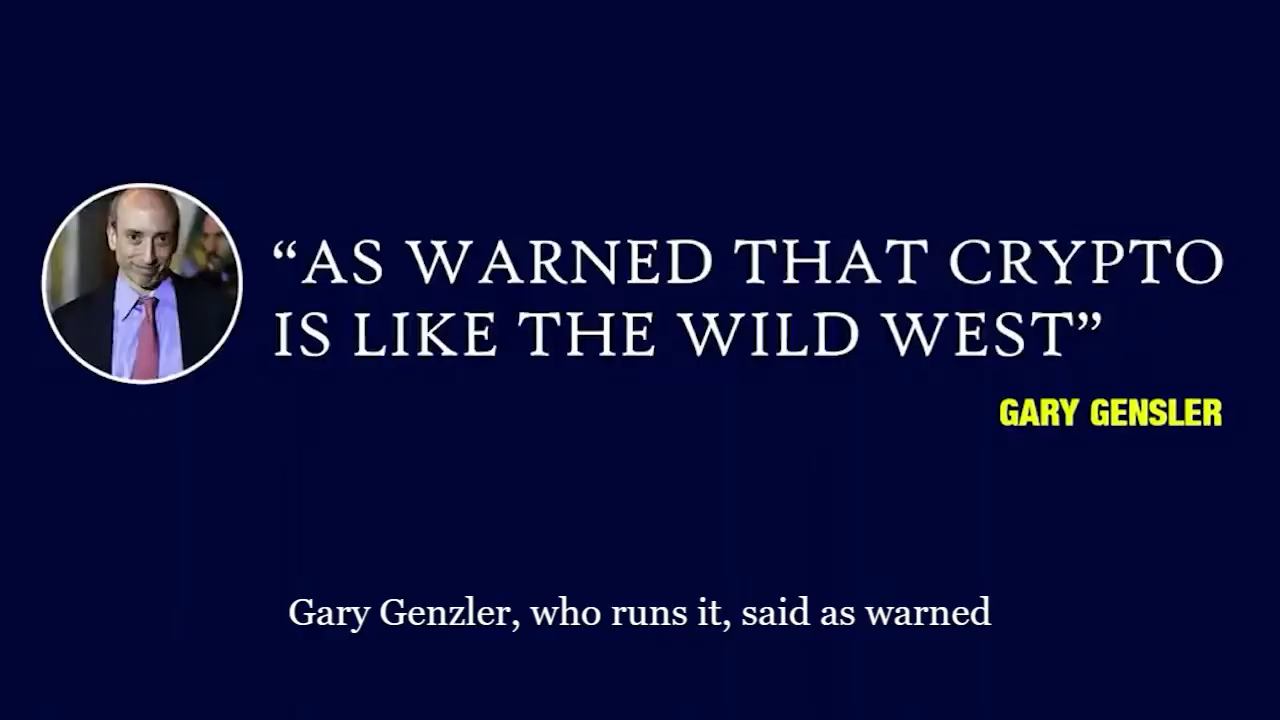 “AS WARNED THAT CRYPTO
IS LIKE THE WILD WEST”
GARY GENSLER
Gary Genzler, who runs it, said as warned